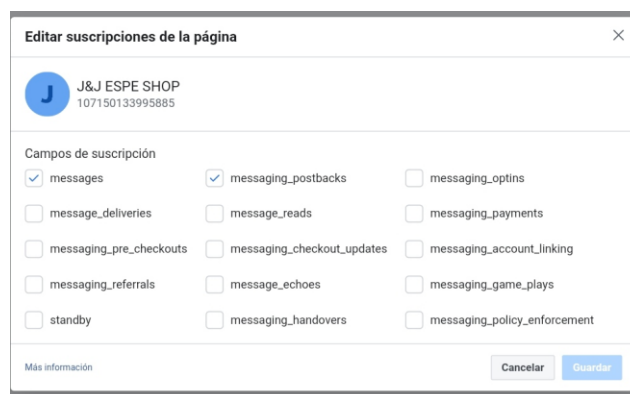 Editar suscripciones de la página
J
J&J ESPE SHOP
107150133995885
Campos de suscripción
messages messaging_postbacks messaging_optins
message_deliveries message_reads messaging_payments
messaging_pre_checkouts messaging_checkout_updates messaging_account_linking
messaging_referrals message_echoes messaging_game_plays
standby messaging_handovers messaging_policy_enforcement
Más información Cancelar Guardar